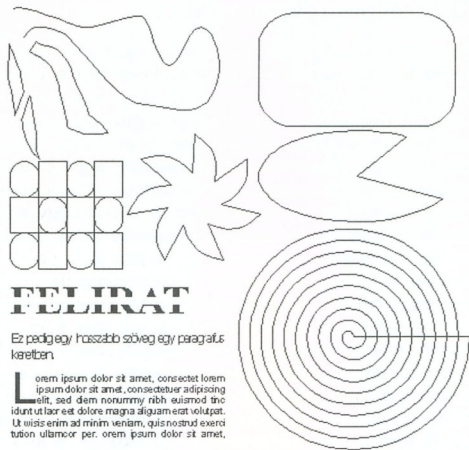 FELIRAT
Ez pedig egy hosszabb szöveg egy paragrafus
keretben.
Lorem ipsum dolor sit amet, consectet lorem
ipsum dolor sit amet, consectetuer adipiscing
elit, sed diem nonummy nibh euismod tinc
idunt ut laor eet dolore magna aliguam erat volutpat.
Ut wisis enim ad minim veniam, quis nostrud exerci
tution ullamcor per. orem ipsum dolor sit amet,